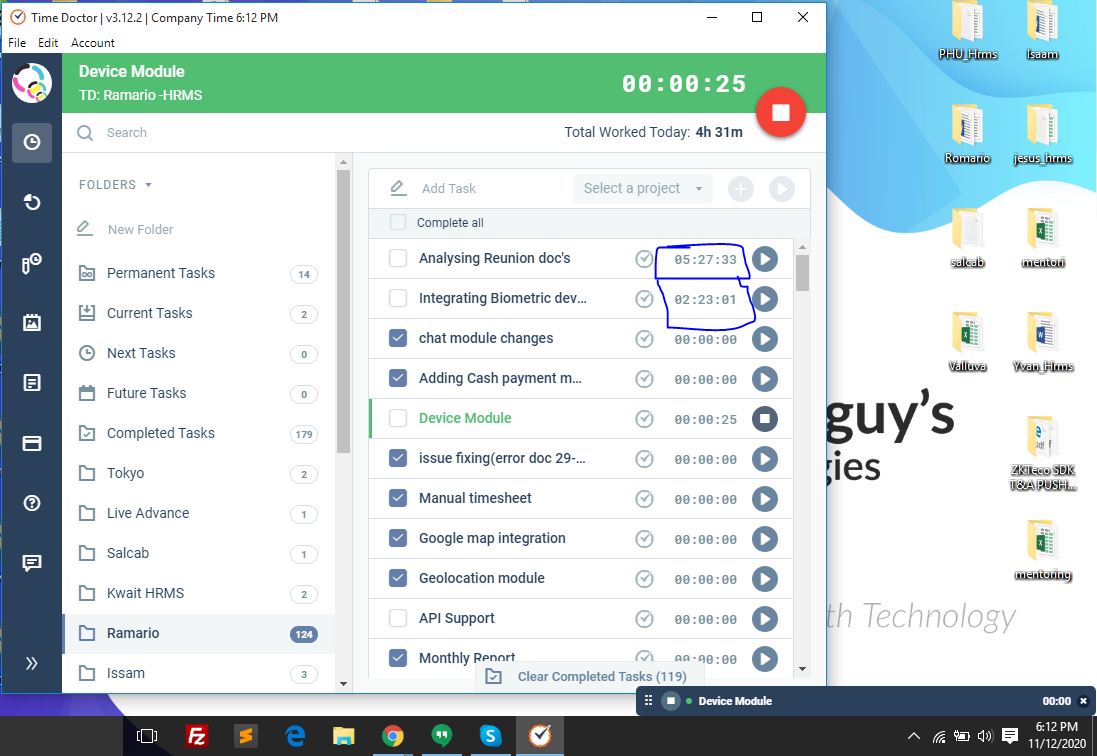 Time Doctor | v3.12.2 | Company Time 6:12 PM
File Edit Account
Device Module
TD: Ramario -HRMS
00:00:25
Search
Total Worked Today: 4h 31m
FOLDERS
New Folder
Permanent Tasks 14
Current Tasks 2
Next Tasks 0
Future Tasks 0
Completed Tasks 179
Tokyo 2
Live Advance 1
Salcab 1
Kwait HRMS 2
Ramario 124
Issam 3
Add Task Select a project
Complete all
Analysing Reunion doc's 05:27:33
Integrating Biometric dev... 02:23:01
chat module changes 00:00:00
Adding Cash payment m... 00:00:00
Device Module 00:00:25
issue fixing(error doc 29-... 00:00:00
Manual timesheet 00:00:00
Google map integration 00:00:00
Geolocation module 00:00:00
API Support 00:00:00
Monthly Report 00:00:00
Clear Completed Tasks (119)
PHU_Hrms Isaam
Romario jesus_hrms
salcab mentori
Valluva Yvan_Hrms
ZKTeco SDK
T&A PUSH...
mentoring
guy's
gies
th Technology
Device Module 00:00
6:12 PM
11/12/2020